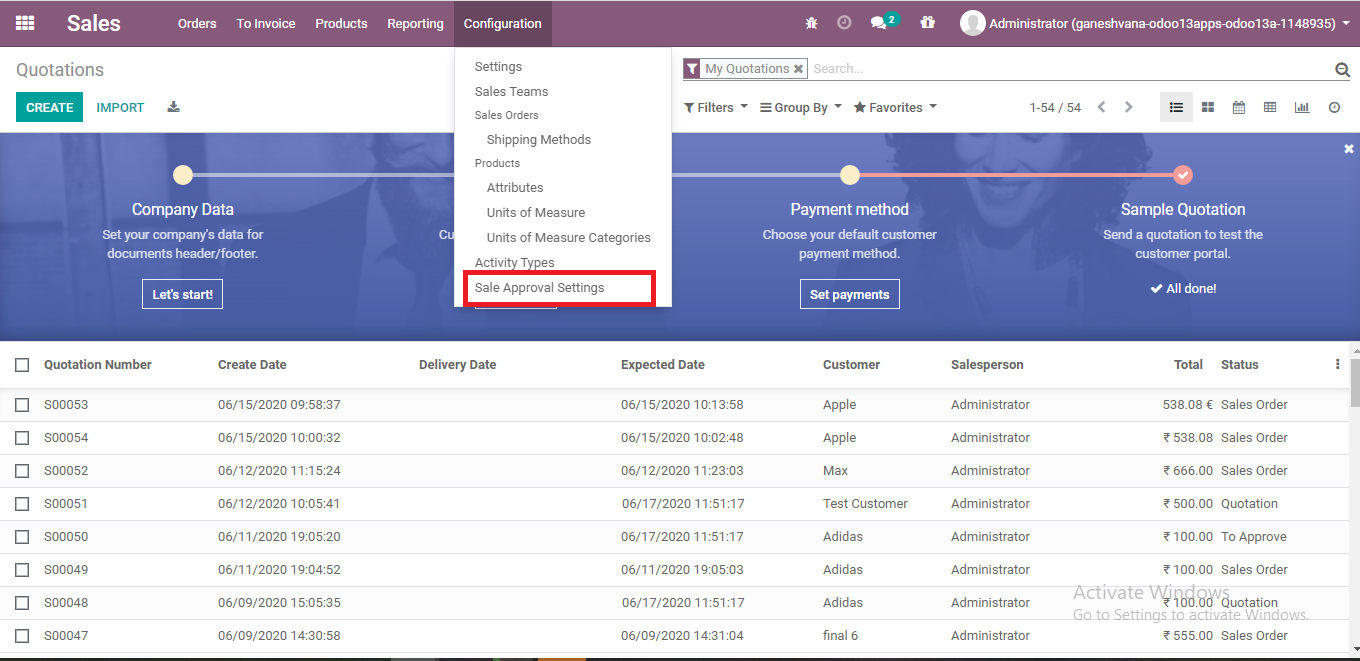 Sales Orders To Invoice Products Reporting Configuration 2 Administrator (ganeshvana-odoo13apps-odoo13a-1148935)
Quotations
My Quotations Search...
CREATE IMPORT
Filters Group By Favorites 1-54 / 54
Settings
Sales Teams
Sales Orders
Shipping Methods
Products
Attributes
Units of Measure
Units of Measure Categories
Activity Types
Sale Approval Settings
Company Data
Set your company's data for
documents header/footer.
Let's start!
Cu
Payment method
Choose your default customer
payment method.
Set payments
Sample Quotation
Send a quotation to test the
customer portal.
All done!
Quotation Number Create Date Delivery Date Expected Date Customer Salesperson Total Status
S00053 06/15/2020 09:58:37 06/15/2020 10:13:58 Apple Administrator 538.08 € Sales Order
S00054 06/15/2020 10:00:32 06/15/2020 10:02:48 Apple Administrator ₹ 538.08 Sales Order
S00052 06/12/2020 11:15:24 06/12/2020 11:23:03 Max Administrator ₹ 666.00 Sales Order
S00051 06/12/2020 10:05:41 06/17/2020 11:51:17 Test Customer Administrator ₹ 500.00 Quotation
S00050 06/11/2020 19:05:20 06/17/2020 11:51:17 Adidas Administrator ₹ 100.00 To Approve
S00049 06/11/2020 19:04:52 06/11/2020 19:05:03 Adidas Administrator ₹ 100.00 Sales Order
S00048 06/09/2020 15:05:35 06/17/2020 11:51:17 Adidas Administrator ₹ 100.00 Quotation
S00047 06/09/2020 14:30:58 06/09/2020 14:31:04 final 6 Administrator ₹ 555.00 Sales Order
Activate Windows
Go to Settings to activate Windows.